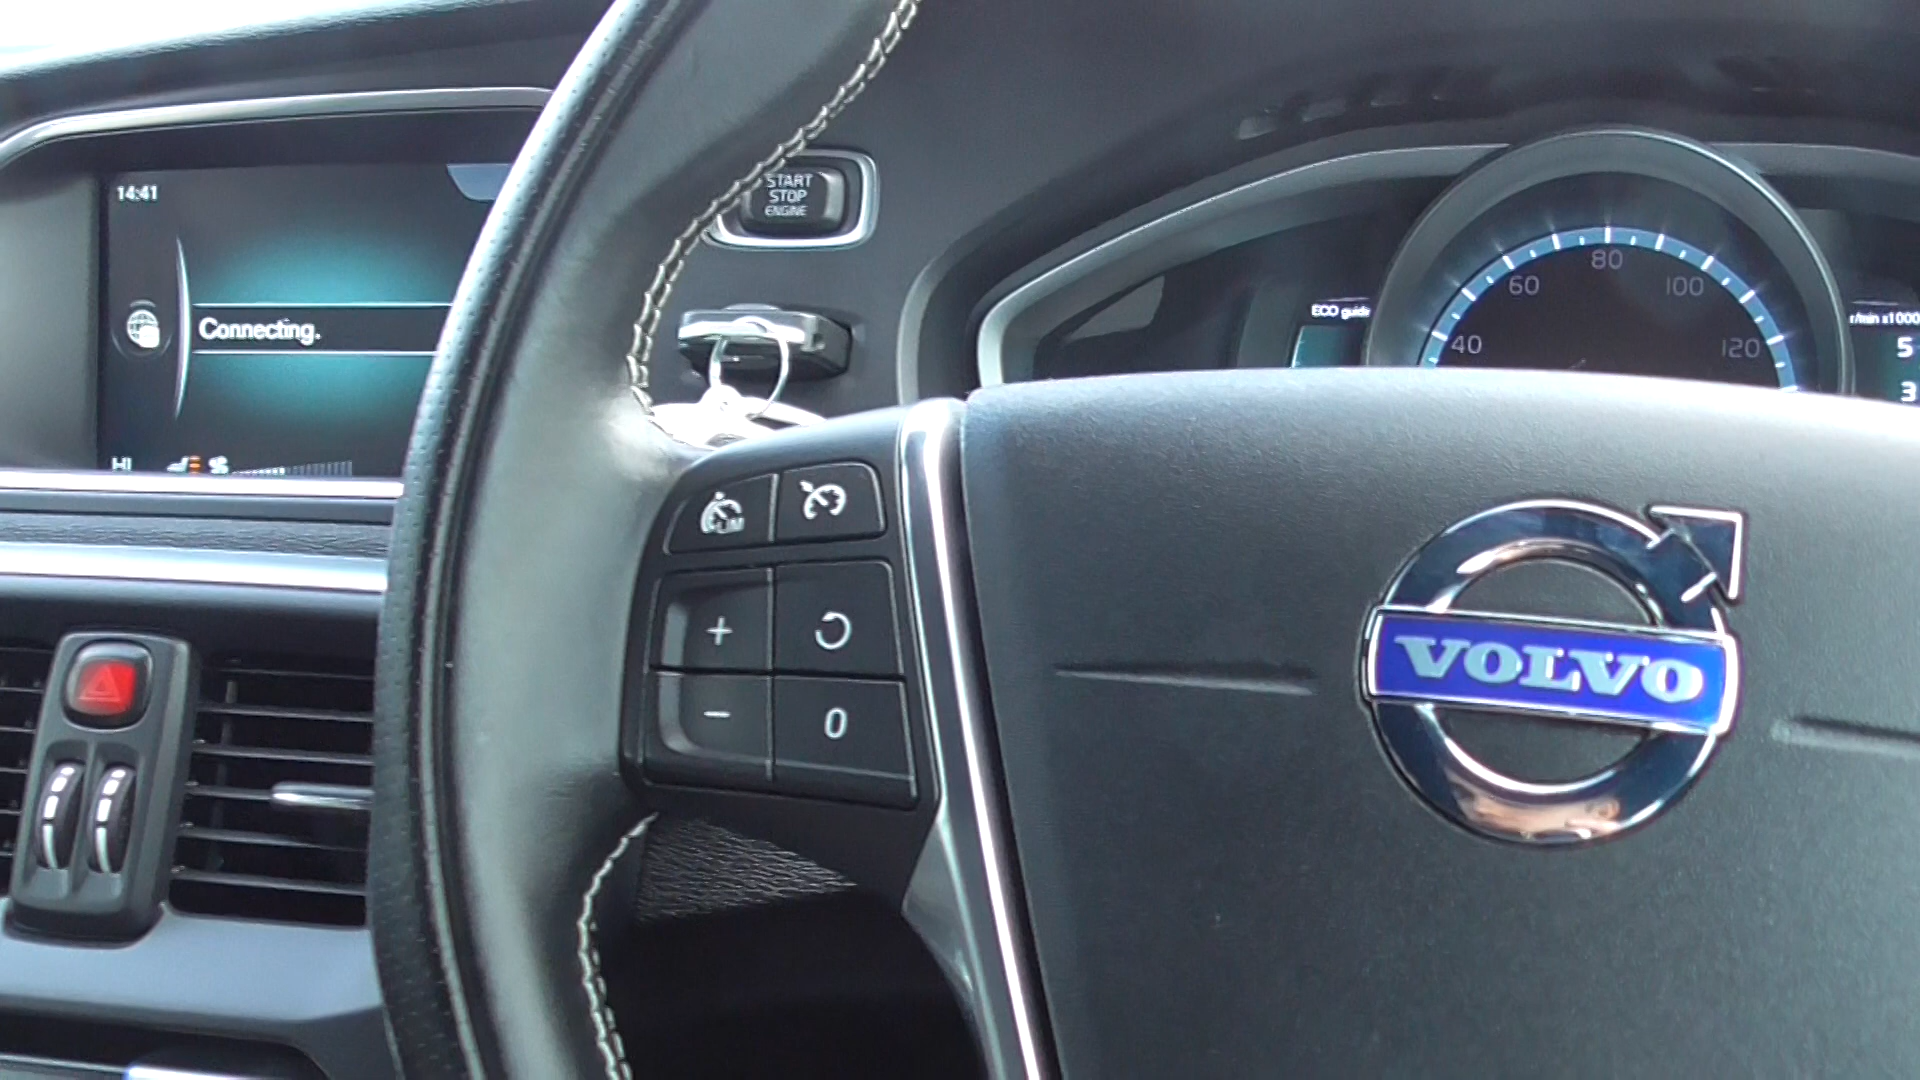 14:41
Connecting.
HI
START
STOP
ENGINE
ECO guide
40
60
80
100
120
r/min x1000
5
3
LIM
+
−
0
VOLVO